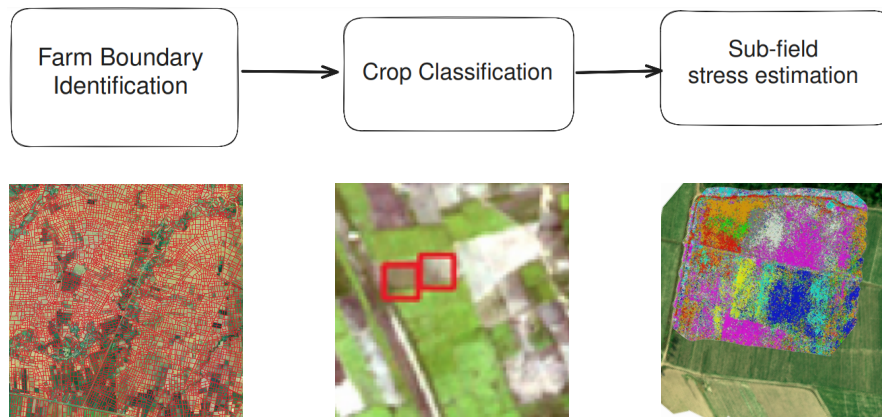 Farm Boundary
Identification
Crop Classification
Sub-field
stress estimation